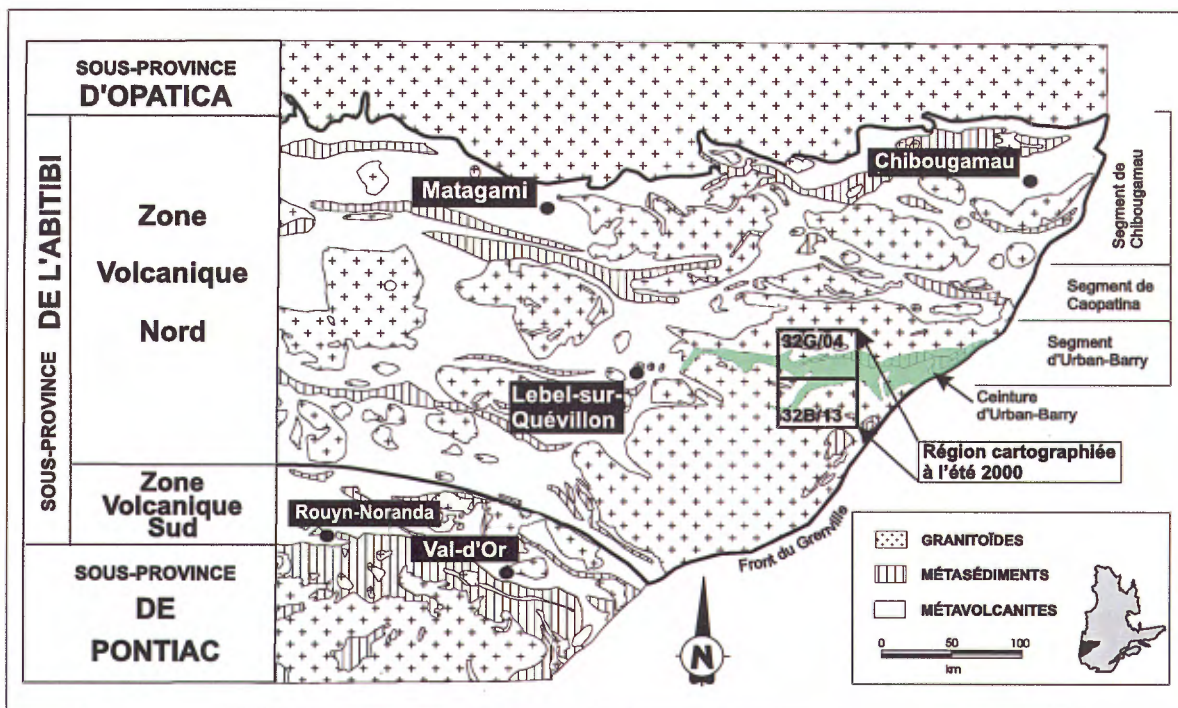 SOUS-PROVINCE
D'OPATICA
SOUS-PROVINCE DE L'ABITIBI
Zone
Volcanique
Nord
Zone
Volcanique
Sud
SOUS-PROVINCE
DE
PONTIAC
Matagami
Chibougamau
Lebel-sur-
Quévillon
Rouyn-Noranda
Val-d'Or
32G/04
32B/13
Segment de
Chibougamau
Segment de
Caopatina
Segment
d'Urban-Barry
Ceinture
d'Urban-Barry
Région cartographiée
à l'été 2000
Front du Grenville
N
GRANITOÏDES
MÉTASÉDIMENTS
MÉTAVOLCANITES
0 50 100
km